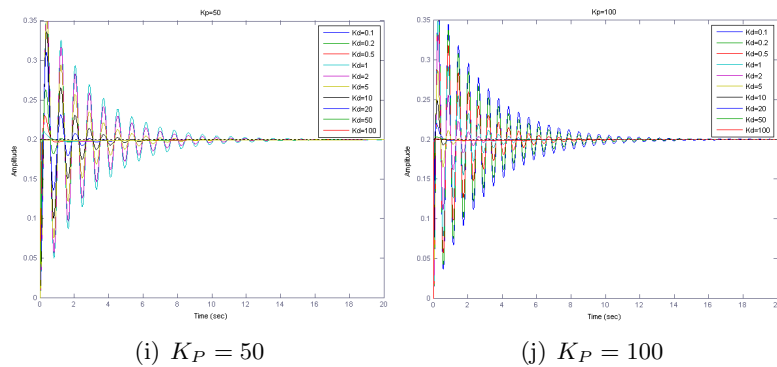 Kp=50
0.35
0.3
0.25
0.2
0.15
0.1
0.05
0
Amplitude
0 2 4 6 8 10 12 14 16 18 20
Time (sec)
Kd=0.1
Kd=0.2
Kd=0.5
Kd=1
Kd=2
Kd=5
Kd=10
Kd=20
Kd=50
Kd=100
(i) K_P = 50
Kp=100
0.35
0.3
0.25
0.2
0.15
0.1
0.05
0
Amplitude
0 2 4 6 8 10 12 14 16 18 20
Time (sec)
Kd=0.1
Kd=0.2
Kd=0.5
Kd=1
Kd=2
Kd=5
Kd=10
Kd=20
Kd=50
Kd=100
(j) K_P = 100